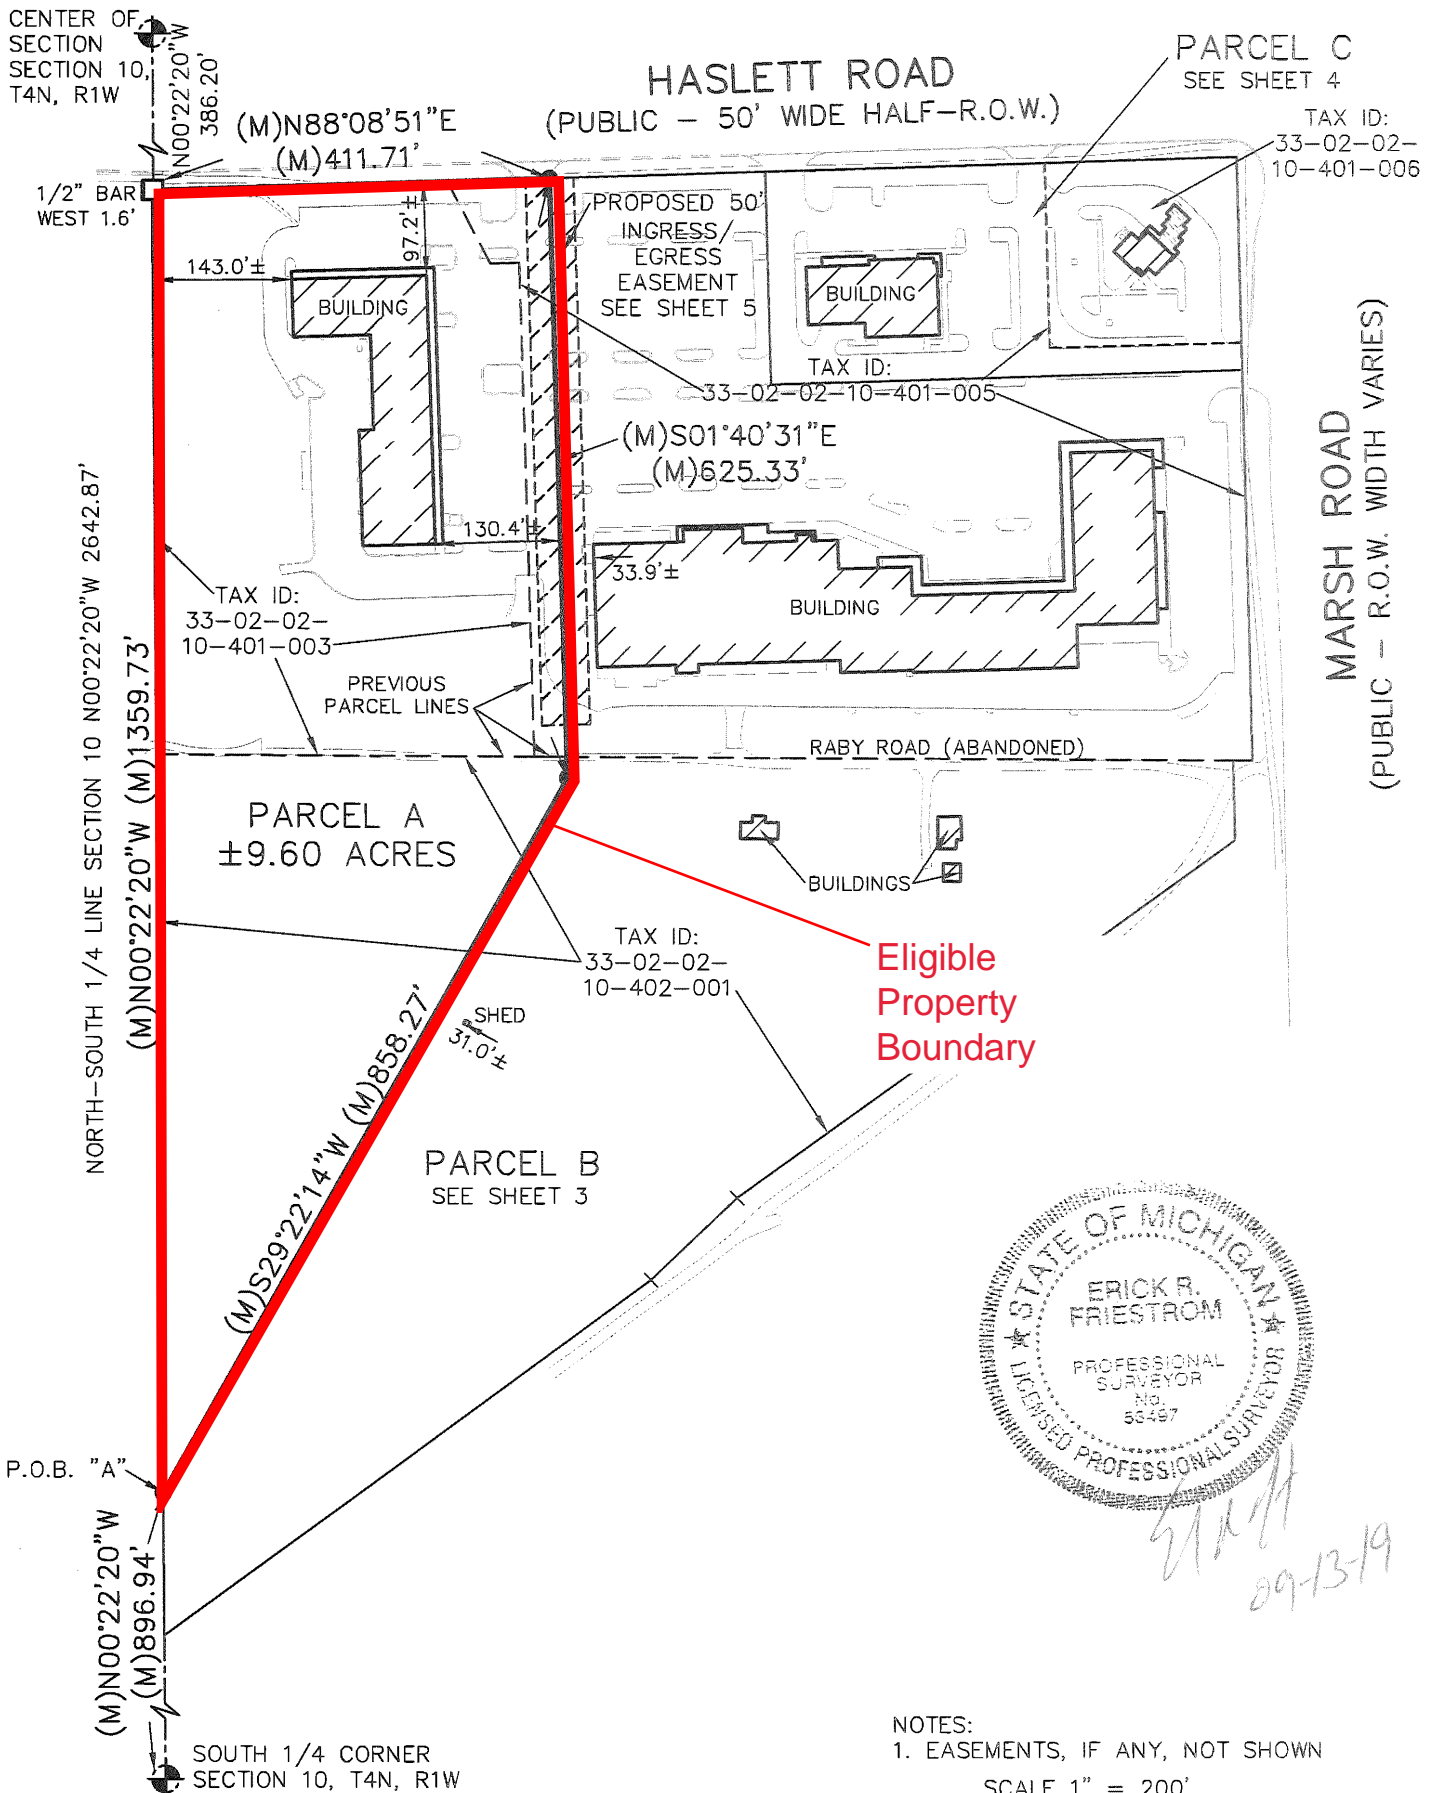 CENTER OF
SECTION
SECTION 10,
T4N, R1W
N00°22'20"W
386.20'
(M)N88°08'51"E
(M)411.71'
HASLETT ROAD
(PUBLIC – 50' WIDE HALF–R.O.W.)
PARCEL C
SEE SHEET 4
TAX ID:
33–02–02–
10–401–006
1/2" BAR
WEST 1.6'
97.2'±
143.0'±
BUILDING
PROPOSED 50'
INGRESS/
EGRESS
EASEMENT
SEE SHEET 5
BUILDING
TAX ID:
33–02–02–10–401–005
(M)S01°40'31"E
(M)625.33'
MARSH ROAD
(PUBLIC – R.O.W. WIDTH VARIES)
130.4'±
33.9'±
BUILDING
TAX ID:
33–02–02–
10–401–003
PREVIOUS
PARCEL LINES
RABY ROAD (ABANDONED)
NORTH–SOUTH 1/4 LINE SECTION 10 N00°22'20"W 2642.87'
(M)N00°22'20"W (M)1359.73'
PARCEL A
±9.60 ACRES
BUILDINGS
TAX ID:
33–02–02–
10–402–001
Eligible
Property
Boundary
SHED
31.0'±
(M)S29°22'14"W (M)858.27'
PARCEL B
SEE SHEET 3
STATE OF MICHIGAN
ERICK R.
FRIESTROM
PROFESSIONAL
SURVEYOR
No.
53497
LICENSED PROFESSIONAL SURVEYOR
09-13-19
P.O.B. "A"
(M)N00°22'20"W
(M)896.94'
SOUTH 1/4 CORNER
SECTION 10, T4N, R1W
NOTES:
1. EASEMENTS, IF ANY, NOT SHOWN
SCALE 1" = 200'